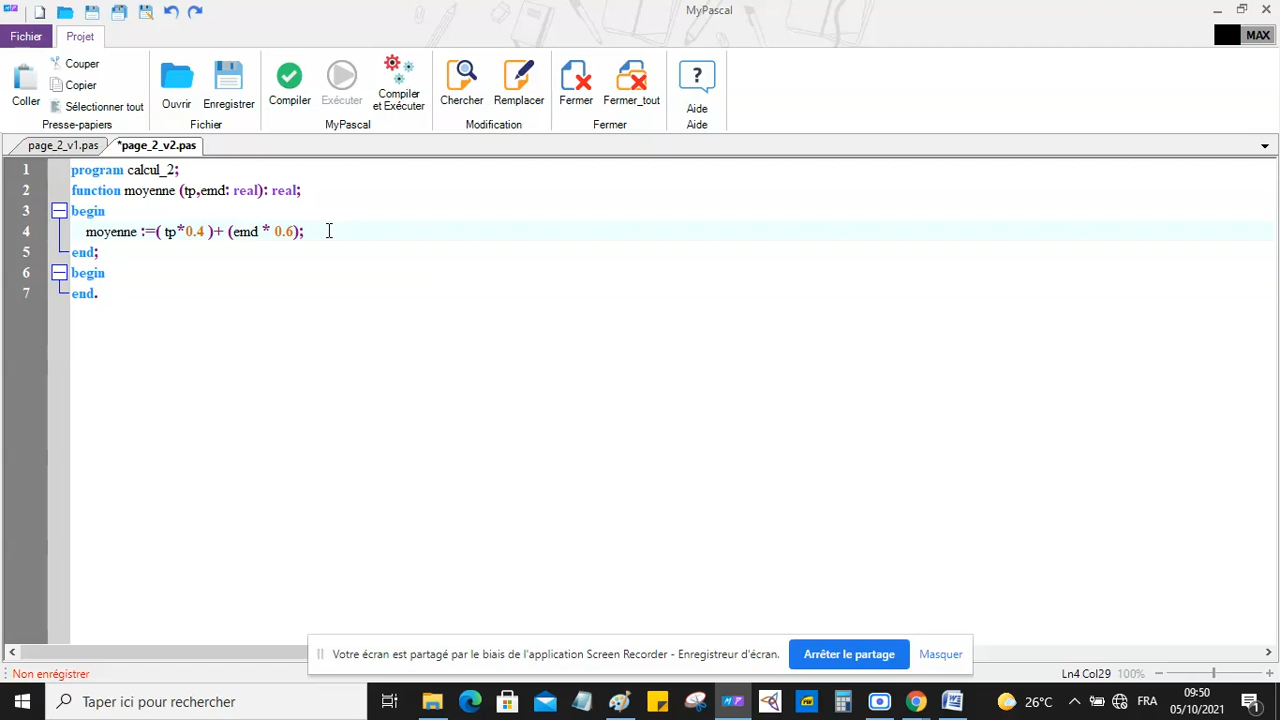 MyPascal
Fichier
Projet
MAX
Coller
Couper
Copier
Sélectionner tout
Presse-papiers
Ouvrir
Enregistrer
Fichier
Compiler
Exécuter
Compiler
et Exécuter
MyPascal
Chercher
Remplacer
Modification
Fermer
Fermer_tout
Fermer
Aide
Aide
page_2_v1.pas
*page_2_v2.pas
1 program calcul_2;
2 function moyenne (tp,emd: real): real;
3 begin
4 moyenne :=( tp*0.4 )+ (emd * 0.6);
5 end;
6 begin
7 end.
Votre écran est partagé par le biais de l'application Screen Recorder - Enregistreur d'écran.
Arrêter le partage
Masquer
Non enrégistrer
Ln4 Col29 100%
Taper ici pour rechercher
26°C
FRA
09:50
05/10/2021
1